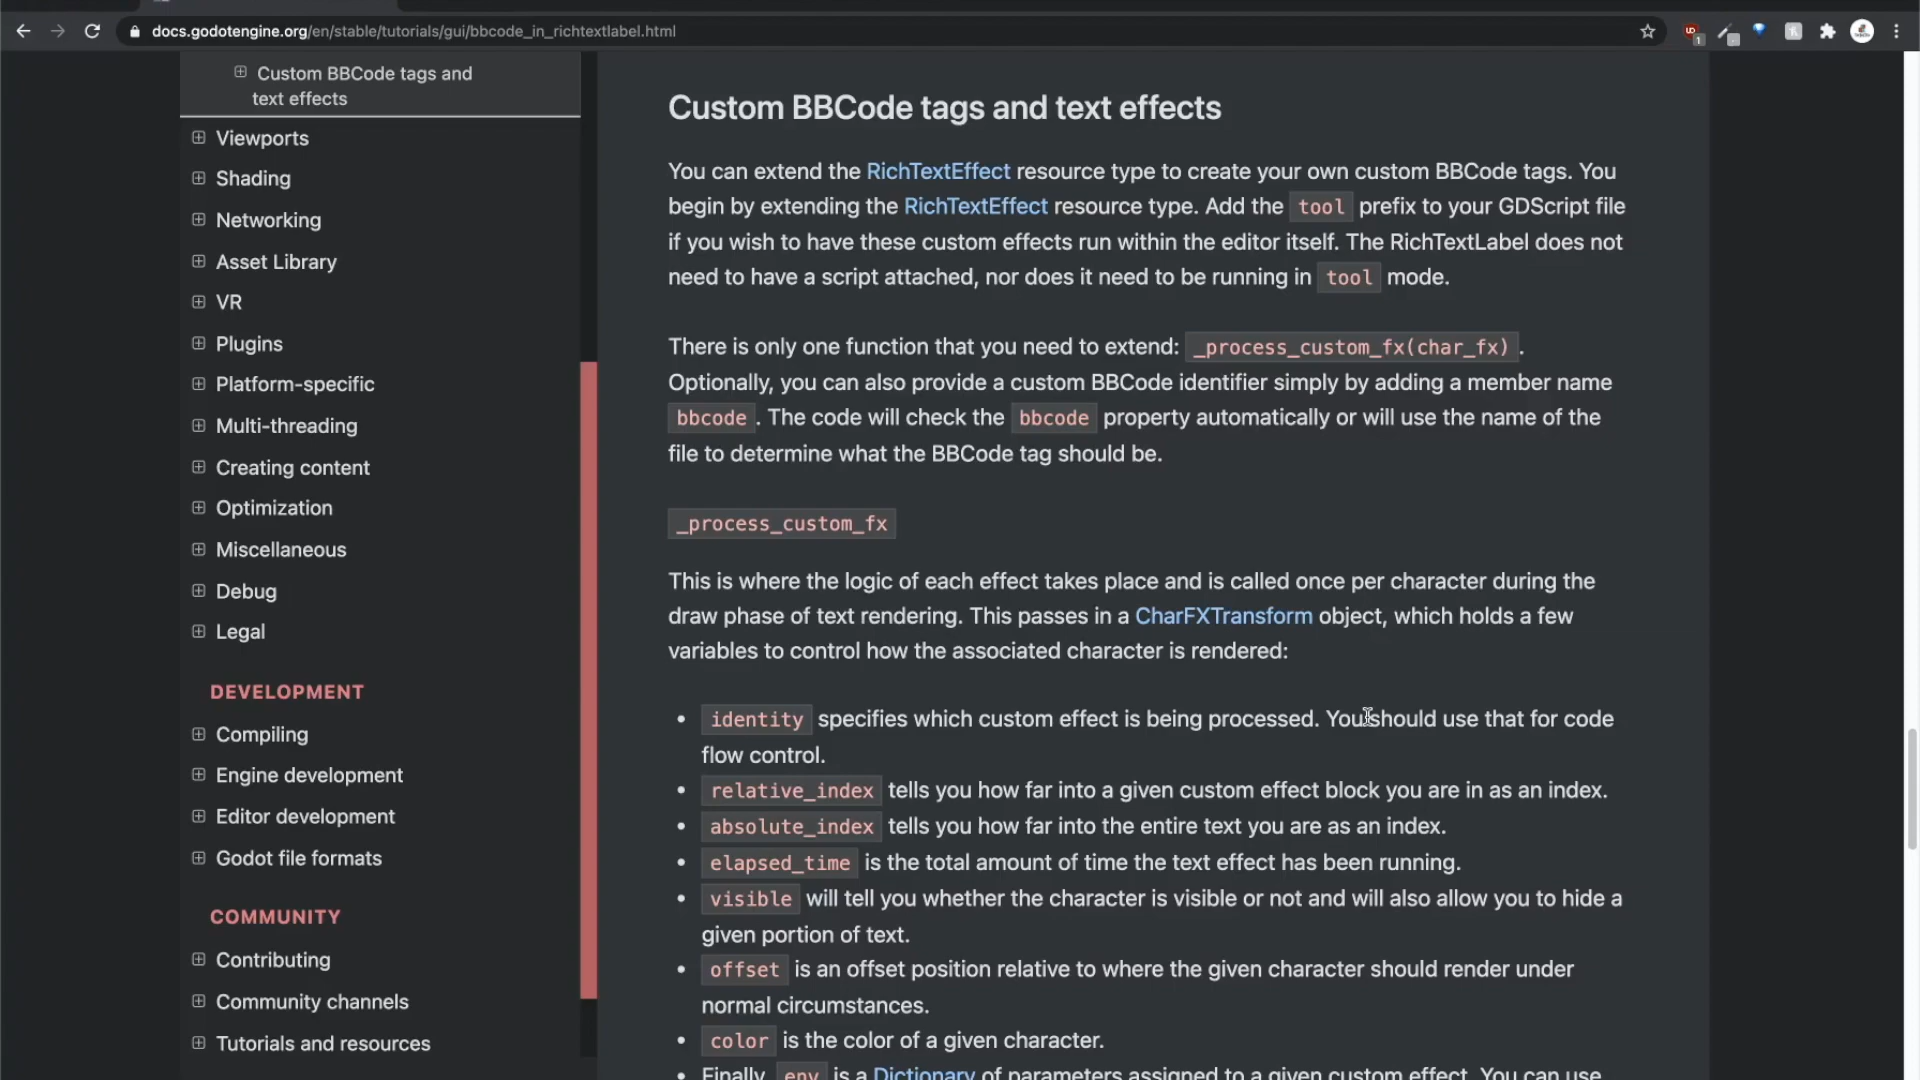 docs.godotengine.org/en/stable/tutorials/gui/bbcode_in_richtextlabel.html
1
Custom BBCode tags and
text effects
Viewports
Shading
Networking
Asset Library
VR
Plugins
Platform-specific
Multi-threading
Creating content
Optimization
Miscellaneous
Debug
Legal
DEVELOPMENT
Compiling
Engine development
Editor development
Godot file formats
COMMUNITY
Contributing
Community channels
Tutorials and resources
Custom BBCode tags and text effects
You can extend the RichTextEffect resource type to create your own custom BBCode tags. You
begin by extending the RichTextEffect resource type. Add the tool prefix to your GDScript file
if you wish to have these custom effects run within the editor itself. The RichTextLabel does not
need to have a script attached, nor does it need to be running in tool mode.
There is only one function that you need to extend: _process_custom_fx(char_fx) .
Optionally, you can also provide a custom BBCode identifier simply by adding a member name
bbcode . The code will check the bbcode property automatically or will use the name of the
file to determine what the BBCode tag should be.
_process_custom_fx
This is where the logic of each effect takes place and is called once per character during the
draw phase of text rendering. This passes in a CharFXTransform object, which holds a few
variables to control how the associated character is rendered:
• identity specifies which custom effect is being processed. You should use that for code
flow control.
• relative_index tells you how far into a given custom effect block you are in as an index.
• absolute_index tells you how far into the entire text you are as an index.
• elapsed_time is the total amount of time the text effect has been running.
• visible will tell you whether the character is visible or not and will also allow you to hide a
given portion of text.
• offset is an offset position relative to where the given character should render under
normal circumstances.
• color is the color of a given character.
• Finally, env is a Dictionary of parameters assigned to a given custom effect. You can use